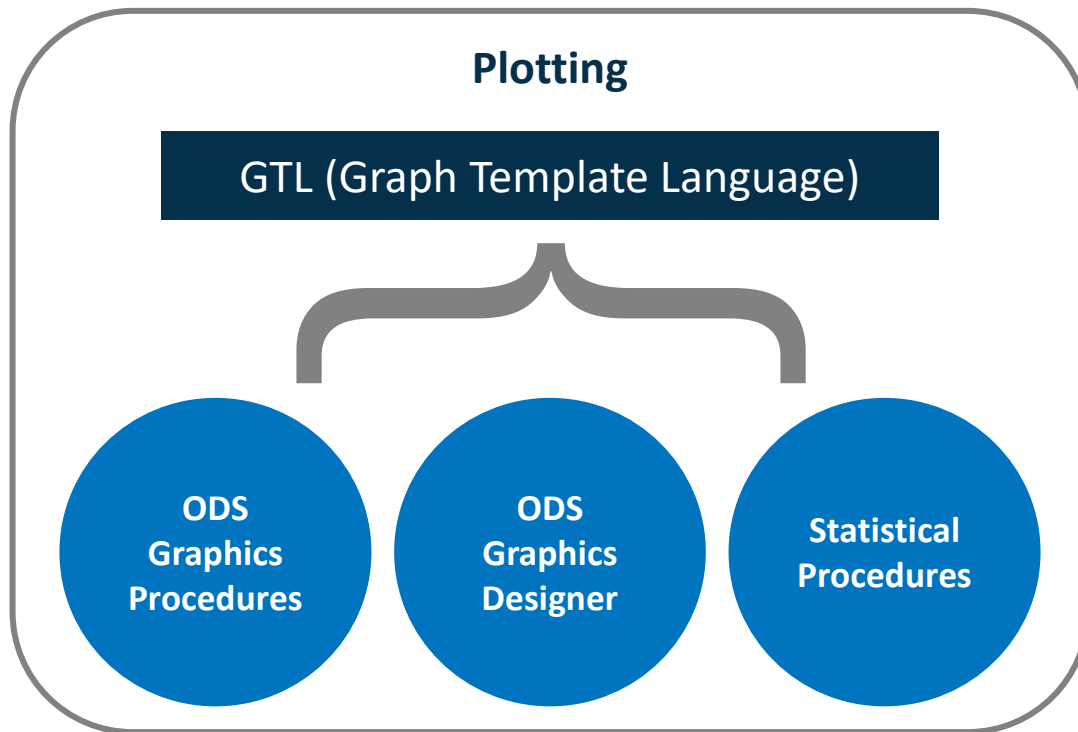 Plotting
GTL (Graph Template Language)
ODS
Graphics
Procedures
ODS
Graphics
Designer
Statistical
Procedures